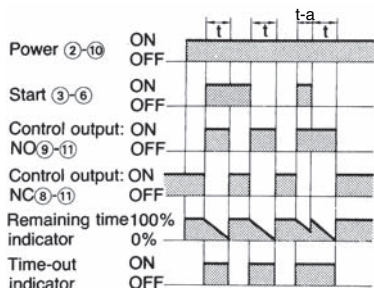 t t t-a t
Power ②-⑩ ON
OFF
Start ③-⑥ ON
OFF
Control output: ON
NO⑨-⑪ OFF
Control output: ON
NC⑧-⑪ OFF
Remaining time 100%
indicator 0%
Time-out ON
indicator OFF